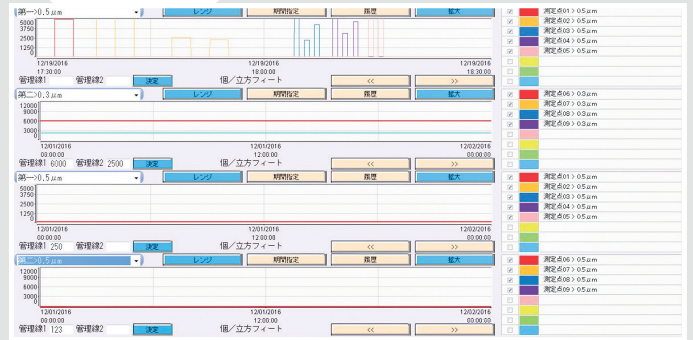 第一>0.5μm レンジ 期間指定 履歴 拡大
5000
3750
2500
1250
0
12/19/2016 12/19/2016 12/19/2016
17:30:00 18:00:00 18:30:00
管理線1 管理線2 決定 個/立方フィート << >>
測定点01 > 0.5μm
測定点02 > 0.5μm
測定点03 > 0.5μm
測定点04 > 0.5μm
測定点05 > 0.5μm
第二>0.3μm レンジ 期間指定 履歴 拡大
12000
9000
6000
3000
0
12/01/2016 12/01/2016 12/02/2016
00:00:00 12:00:00 00:00:00
管理線1 6000 管理線2 2500 決定 個/立方フィート << >>
測定点06 > 0.3μm
測定点07 > 0.3μm
測定点08 > 0.3μm
測定点09 > 0.3μm
第一>0.5μm レンジ 期間指定 履歴 拡大
5000
3750
2500
1250
0
12/01/2016 12/01/2016 12/02/2016
00:00:00 12:00:00 00:00:00
管理線1 250 管理線2 決定 個/立方フィート << >>
測定点01 > 0.5μm
測定点02 > 0.5μm
測定点03 > 0.5μm
測定点04 > 0.5μm
測定点05 > 0.5μm
第二>0.5μm レンジ 期間指定 履歴 拡大
12000
9000
6000
3000
0
12/01/2016 12/01/2016 12/02/2016
00:00:00 12:00:00 00:00:00
管理線1 123 管理線2 決定 個/立方フィート << >>
測定点06 > 0.5μm
測定点07 > 0.5μm
測定点08 > 0.5μm
測定点09 > 0.5μm